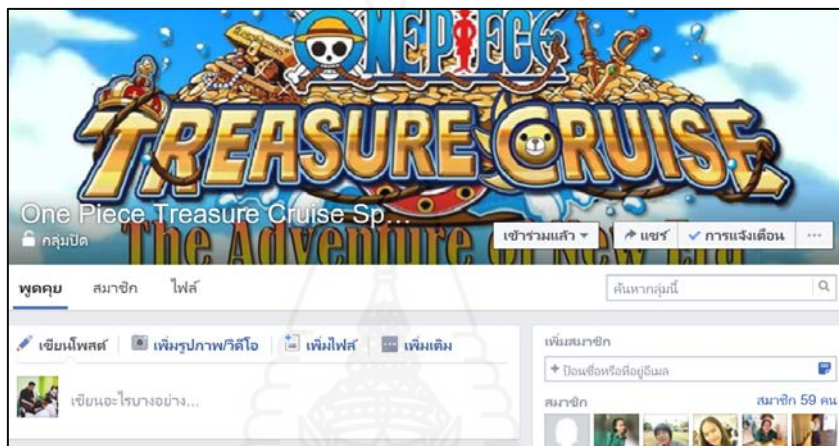 ONE PIECE
TREASURE CRUISE
The Adventure of New Era
One Piece Treasure Cruise Sp...
กลุ่มปิด
เข้าร่วมแล้ว
แชร์
การแจ้งเตือน
พูดคุย
สมาชิก
ไฟล์
ค้นหากลุ่มนี้
เขียนโพสต์
เพิ่มรูปภาพ/วิดีโอ
เพิ่มไฟล์
เพิ่มเติม
เขียนอะไรบางอย่าง...
เพิ่มสมาชิก
+ ป้อนชื่อหรือที่อยู่อีเมล
สมาชิก
สมาชิก 59 คน